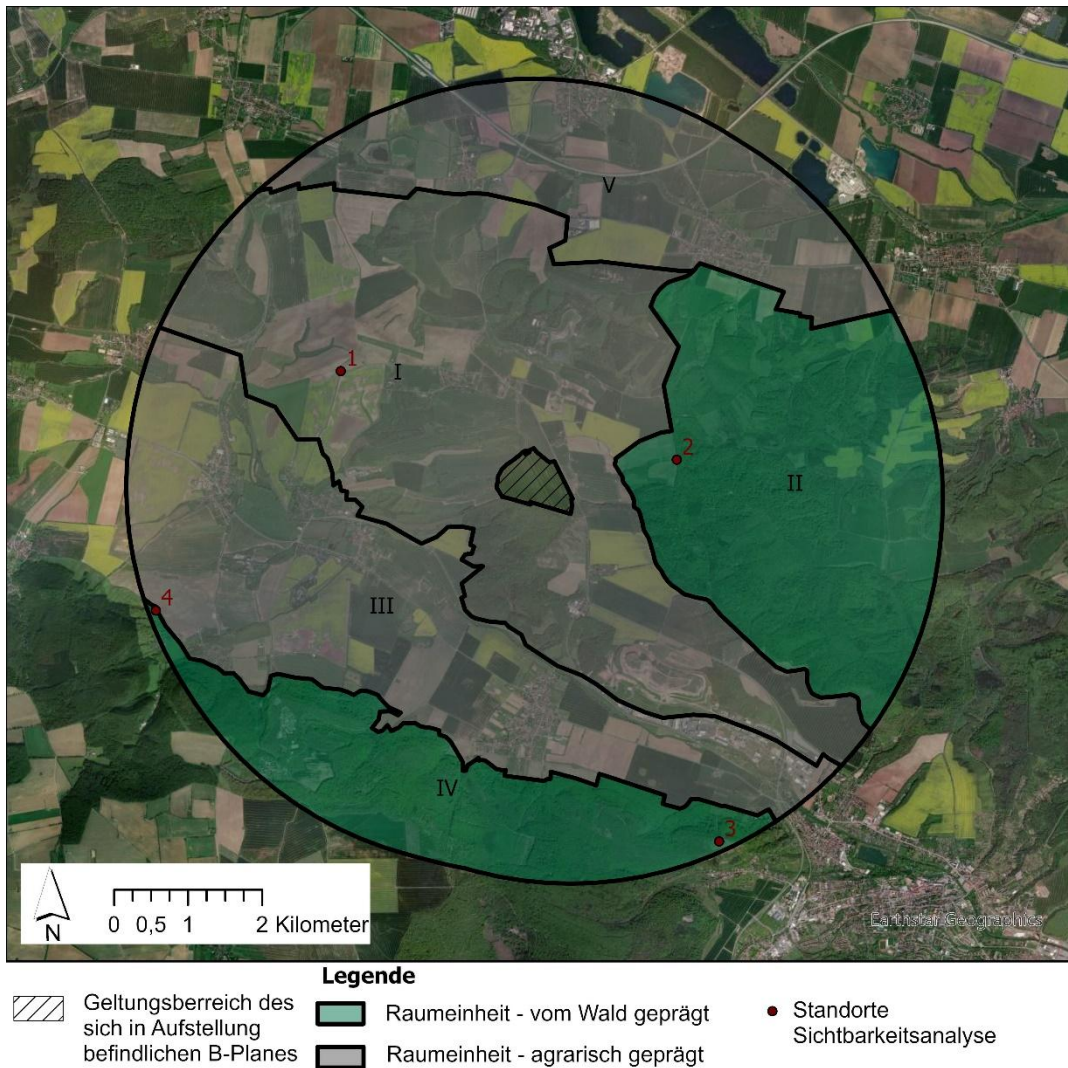 V
1
I
2
II
4
III
IV
3
N
0 0,5 1 2 Kilometer
Earthstar Geographics
Legende
Geltungsberreich des
sich in Aufstellung
befindlichen B-Planes
Raumeinheit - vom Wald geprägt
Raumeinheit - agrarisch geprägt
Standorte
Sichtbarkeitsanalyse